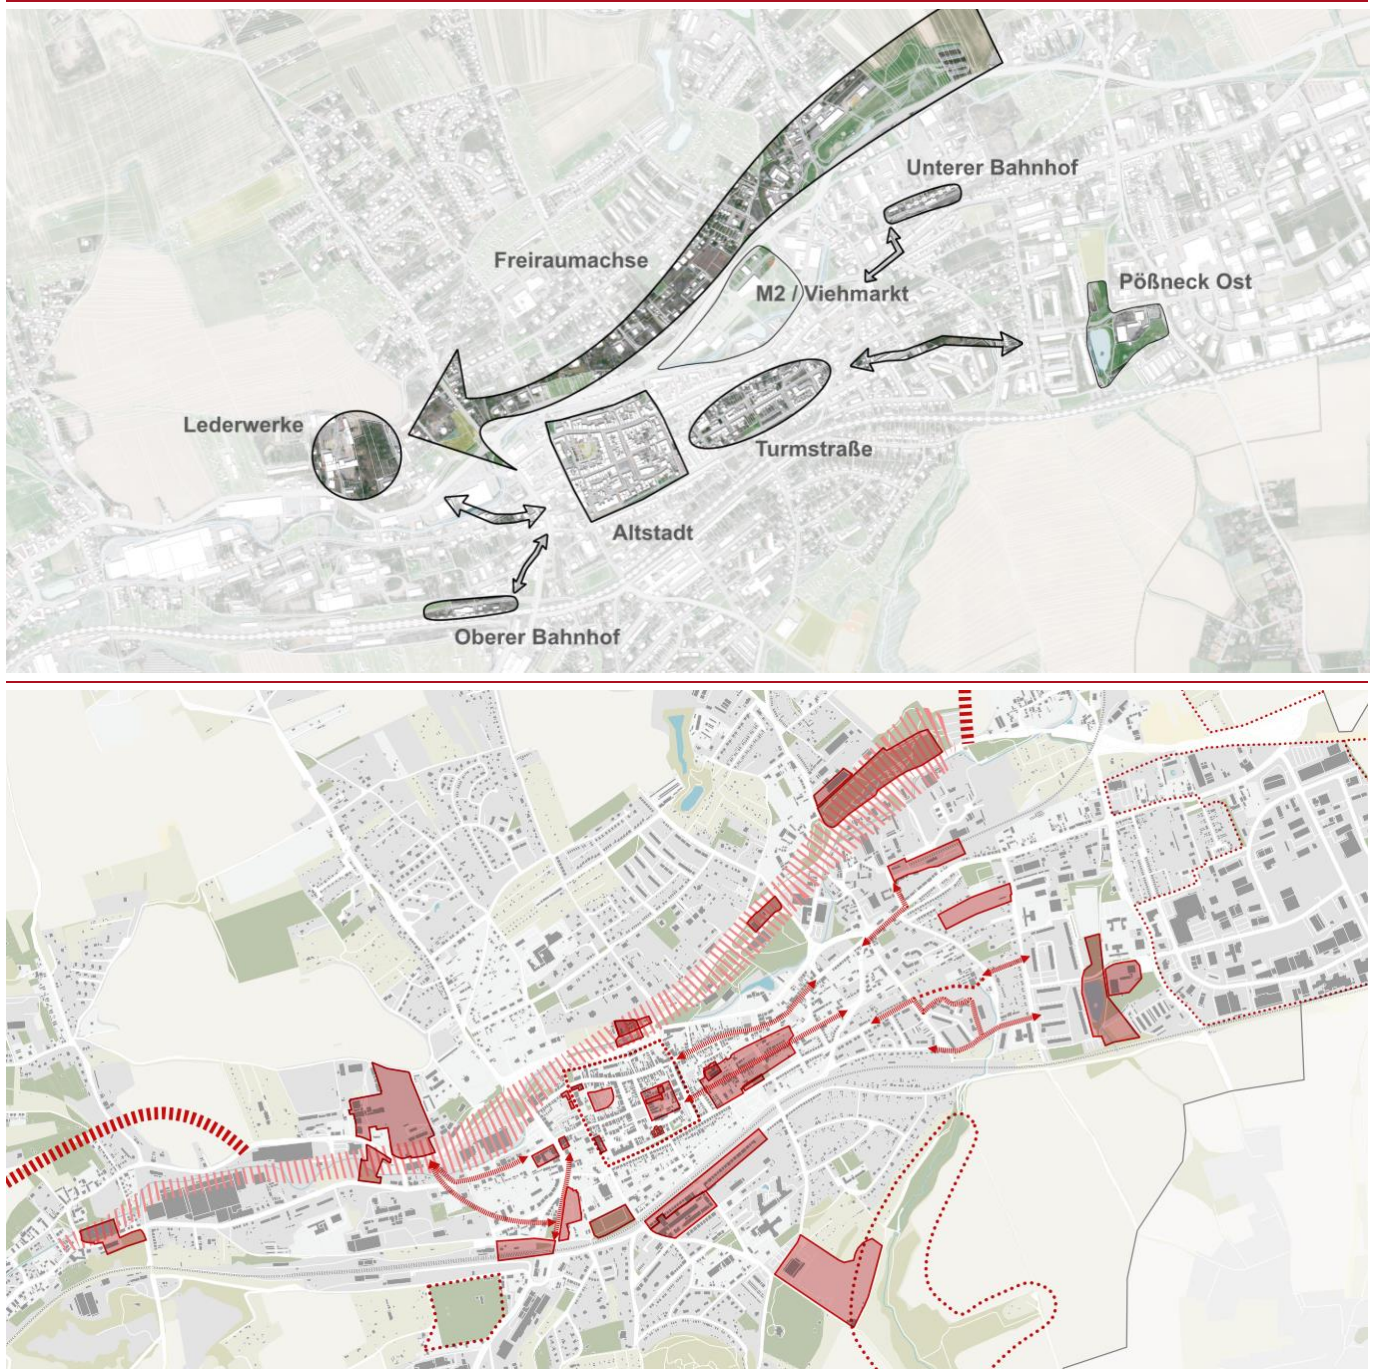 Unterer Bahnhof
Freiraumachse
M2 / Viehmarkt
Pößneck Ost
Lederwerke
Turmstraße
Altstadt
Oberer Bahnhof